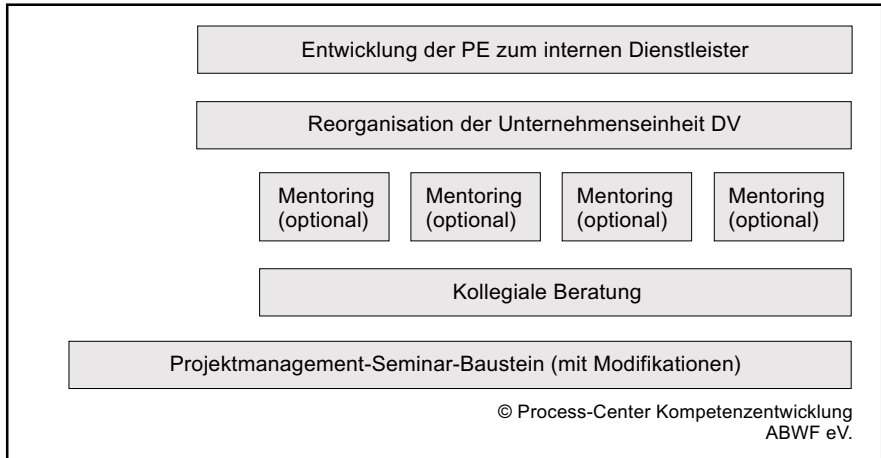 Entwicklung der PE zum internen Dienstleister
Reorganisation der Unternehmenseinheit DV
Mentoring
(optional)
Mentoring
(optional)
Mentoring
(optional)
Mentoring
(optional)
Kollegiale Beratung
Projektmanagement-Seminar-Baustein (mit Modifikationen)
© Process-Center Kompetenzentwicklung
ABWF eV.